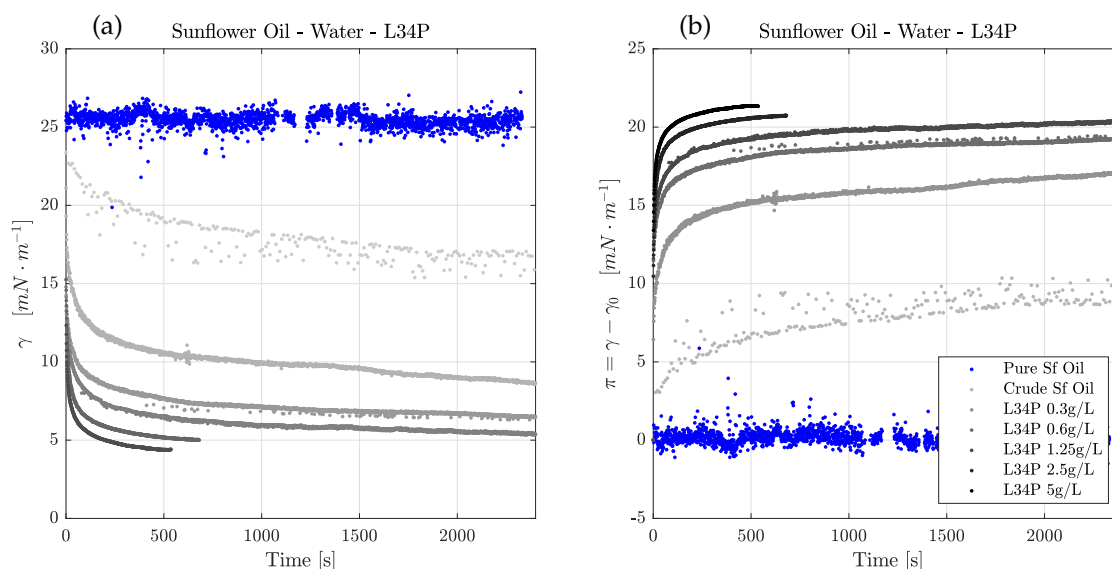 (a)
Sunflower Oil - Water - L34P
30
25
20
15
10
5
0
γ [mN · m⁻¹]
0 500 1000 1500 2000
Time [s]
(b)
Sunflower Oil - Water - L34P
25
20
15
10
5
0
-5
π = γ − γ₀ [mN · m⁻¹]
0 500 1000 1500 2000
Time [s]
Pure Sf Oil
Crude Sf Oil
L34P 0.3g/L
L34P 0.6g/L
L34P 1.25g/L
L34P 2.5g/L
L34P 5g/L